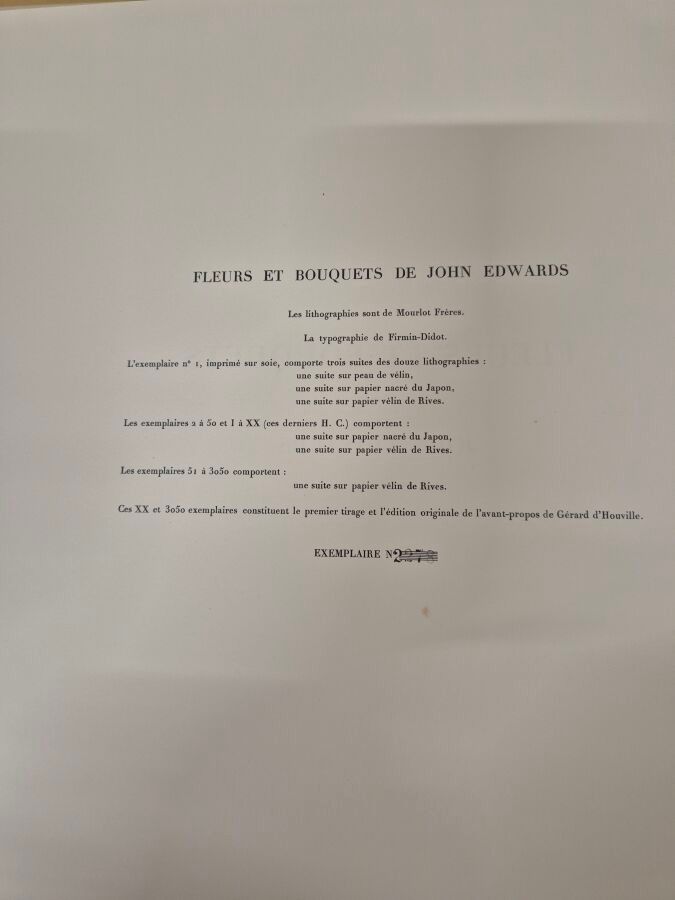 FLEURS ET BOUQUETS DE JOHN EDWARDS
Les lithographies sont de Mourlot Frères.
La typographie de Firmin-Didot.
L'exemplaire n° 1, imprimé sur soie, comporte trois suites des douze lithographies :
une suite sur peau de vélin,
une suite sur papier nacré du Japon,
une suite sur papier vélin de Rives.
Les exemplaires 2 à 50 et I à XX (ces derniers H. C.) comportent :
une suite sur papier nacré du Japon,
une suite sur papier vélin de Rives.
Les exemplaires 51 à 3050 comportent :
une suite sur papier vélin de Rives.
Ces XX et 3050 exemplaires constituent le premier tirage et l'édition originale de l'avant-propos de Gérard d'Houville.
EXEMPLAIRE N